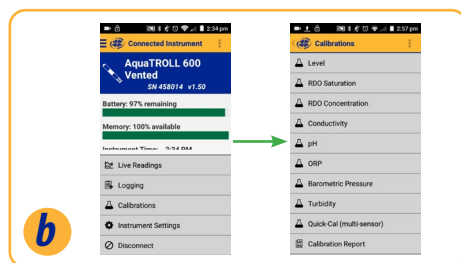 2:34 pm
Connected Instrument
AquaTROLL 600
Vented
SN 458014 v1.50
Battery: 97% remaining
Memory: 100% available
Instrument Time: 2:34 PM
Live Readings
Logging
Calibrations
Instrument Settings
Disconnect
2:57 pm
Calibrations
Level
RDO Saturation
RDO Concentration
Conductivity
pH
ORP
Barometric Pressure
Turbidity
Quick-Cal (multi-sensor)
Calibration Report
b